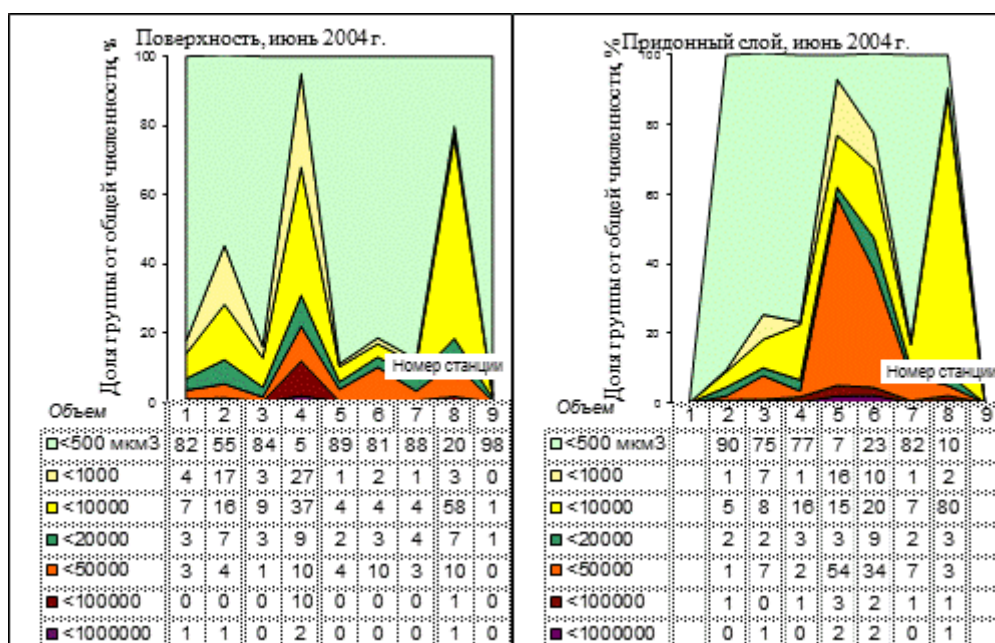 Поверхность, июнь 2004 г.
Доля группы от общей численности, %
100
80
60
40
20
0
Номер станции
Объем 1 2 3 4 5 6 7 8 9
<500 мкм3 82 55 84 5 89 81 88 20 98
<1000 4 17 3 27 1 2 1 3 0
<10000 7 16 9 37 4 4 4 58 1
<20000 3 7 3 9 2 3 4 7 1
<50000 3 4 1 10 4 10 3 10 0
<100000 0 0 0 10 0 0 0 1 0
<1000000 1 1 0 2 0 0 0 1 0
Придонный слой, июнь 2004 г.
Доля группы от общей численности, %
100
80
60
40
20
0
Номер станции
Объем 1 2 3 4 5 6 7 8 9
<500 мкм3 90 75 77 7 23 82 10
<1000 1 7 1 16 10 1 2
<10000 5 8 16 15 20 7 80
<20000 2 2 3 3 9 2 3
<50000 1 7 2 54 34 7 3
<100000 1 0 1 3 2 1 1
<1000000 0 1 0 2 2 0 1